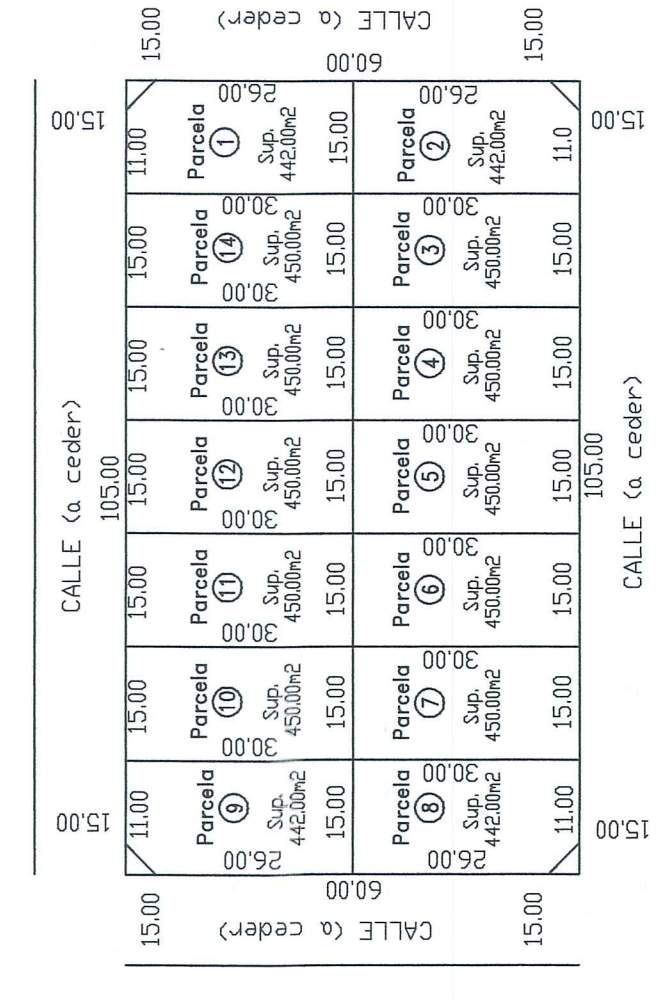 15.00
CALLE (a ceder)
15.00
60.00
15.00
15.00
11.00
Parcela
1
Sup.
442.00m2
26.00
15.00
Parcela
2
Sup.
442.00m2
26.00
11.0
15.00
Parcela
14
Sup.
450.00m2
30.00
30.00
15.00
Parcela
3
Sup.
450.00m2
30.00
15.00
15.00
Parcela
13
Sup.
450.00m2
30.00
15.00
Parcela
4
Sup.
450.00m2
30.00
15.00
CALLE (a ceder)
105.00
15.00
Parcela
12
Sup.
450.00m2
30.00
15.00
Parcela
5
Sup.
450.00m2
30.00
15.00
105.00
CALLE (a ceder)
15.00
Parcela
11
Sup.
450.00m2
30.00
15.00
Parcela
6
Sup.
450.00m2
30.00
15.00
15.00
Parcela
10
Sup.
450.00m2
30.00
15.00
Parcela
7
Sup.
450.00m2
30.00
15.00
15.00
11.00
Parcela
9
Sup.
442.00m2
26.00
15.00
Parcela
8
Sup.
442.00m2
30.00
26.00
11.00
15.00
60.00
15.00
CALLE (a ceder)
15.00